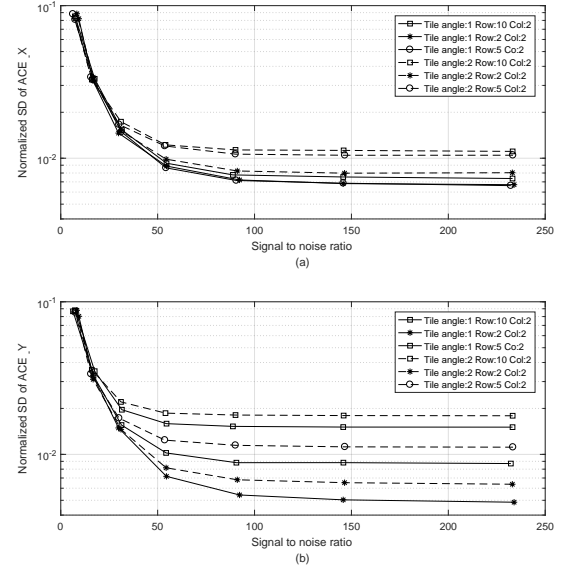 10^-1
10^-2
Normalized SD of ACE_X
Tile angle:1 Row:10 Col:2
Tile angle:1 Row:2 Col:2
Tile angle:1 Row:5 Co:2
Tile angle:2 Row:10 Col:2
Tile angle:2 Row:2 Col:2
Tile angle:2 Row:5 Col:2
0 50 100 150 200 250
Signal to noise ratio
(a)
10^-1
10^-2
Normalized SD of ACE_Y
Tile angle:1 Row:10 Col:2
Tile angle:1 Row:2 Col:2
Tile angle:1 Row:5 Co:2
Tile angle:2 Row:10 Col:2
Tile angle:2 Row:2 Col:2
Tile angle:2 Row:5 Col:2
0 50 100 150 200 250
Signal to noise ratio
(b)